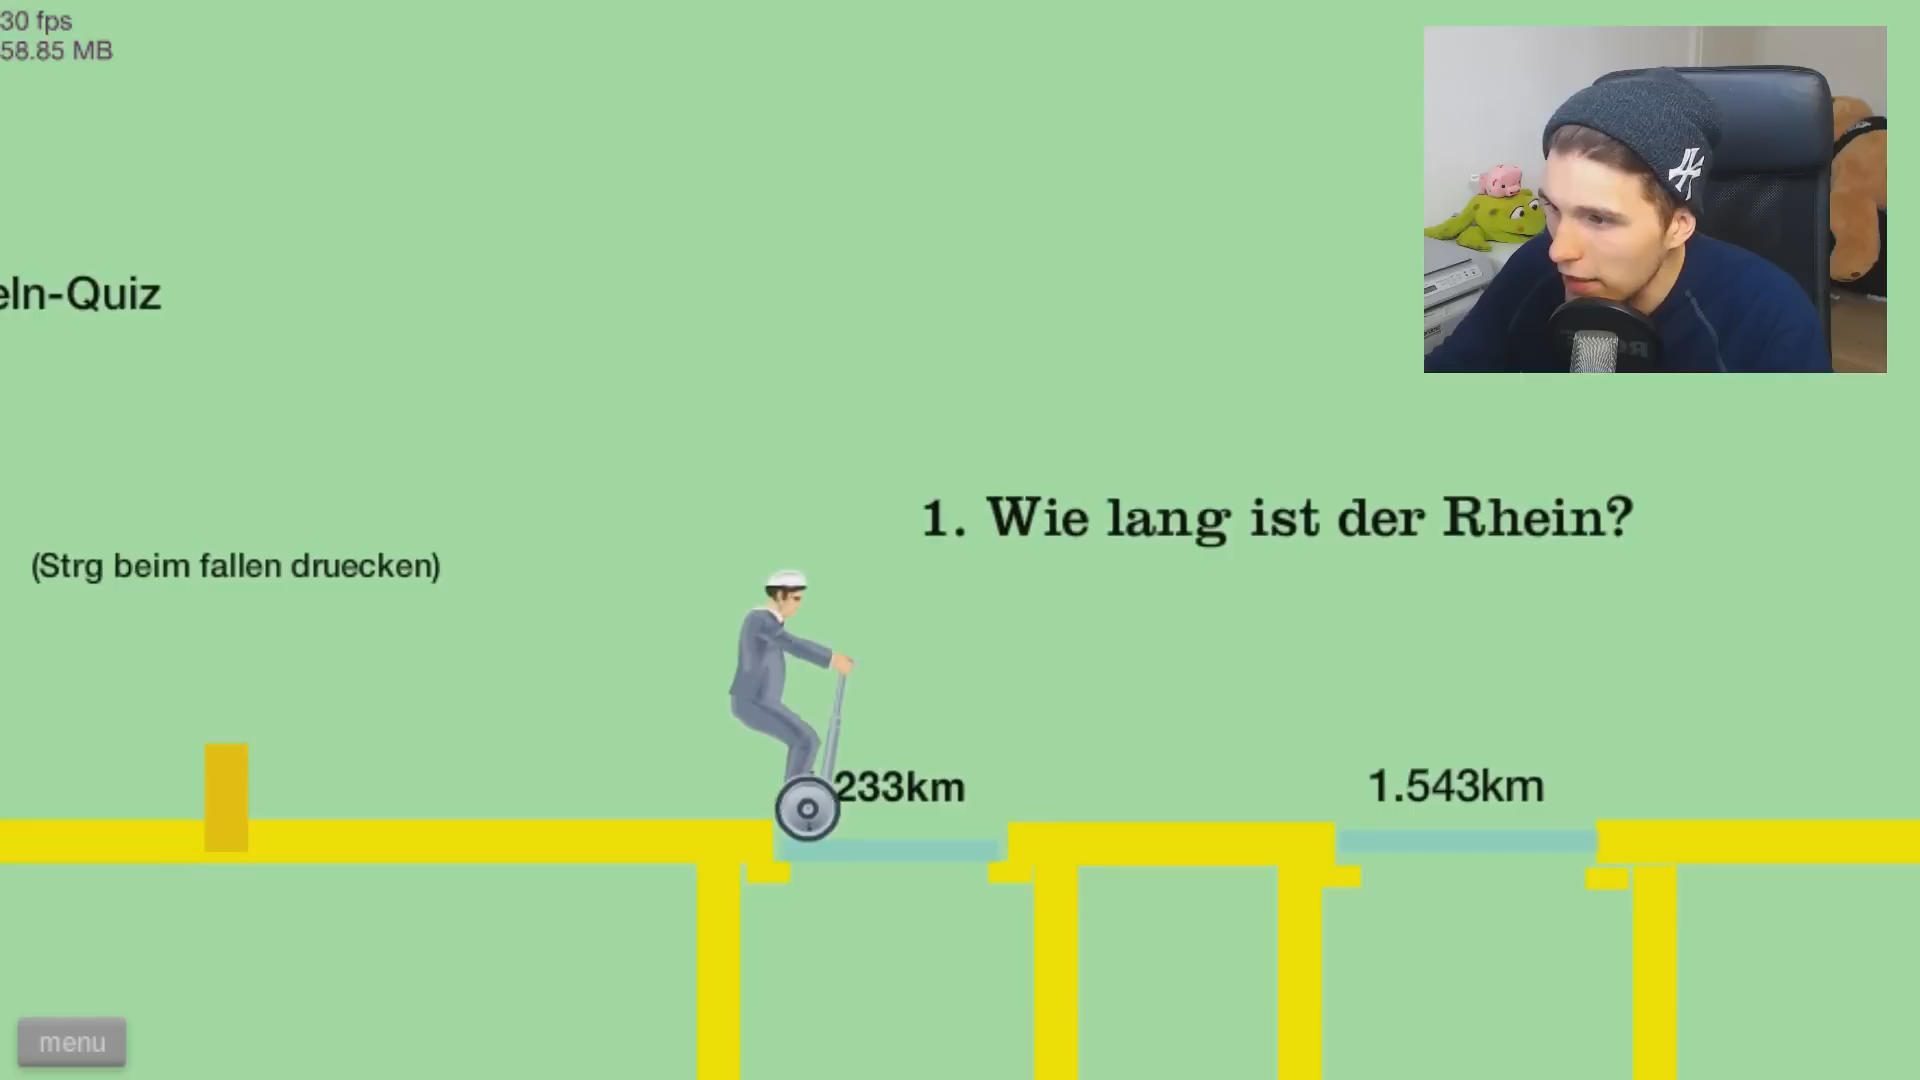 30 fps
58.85 MB
eln-Quiz
1. Wie lang ist der Rhein?
(Strg beim fallen druecken)
233km
1.543km
menu